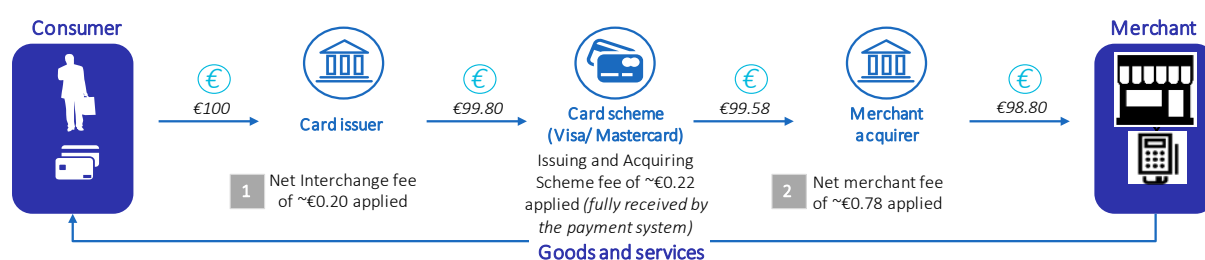 Consumer
Merchant
€
€
€
€
€100
€99.80
€99.58
€98.80
Card issuer
Card scheme
(Visa/ Mastercard)
Merchant
acquirer
1
Net Interchange fee
of ~€0.20 applied
Issuing and Acquiring
Scheme fee of ~€0.22
applied (fully received by
the payment system)
2
Net merchant fee
of ~€0.78 applied
Goods and services